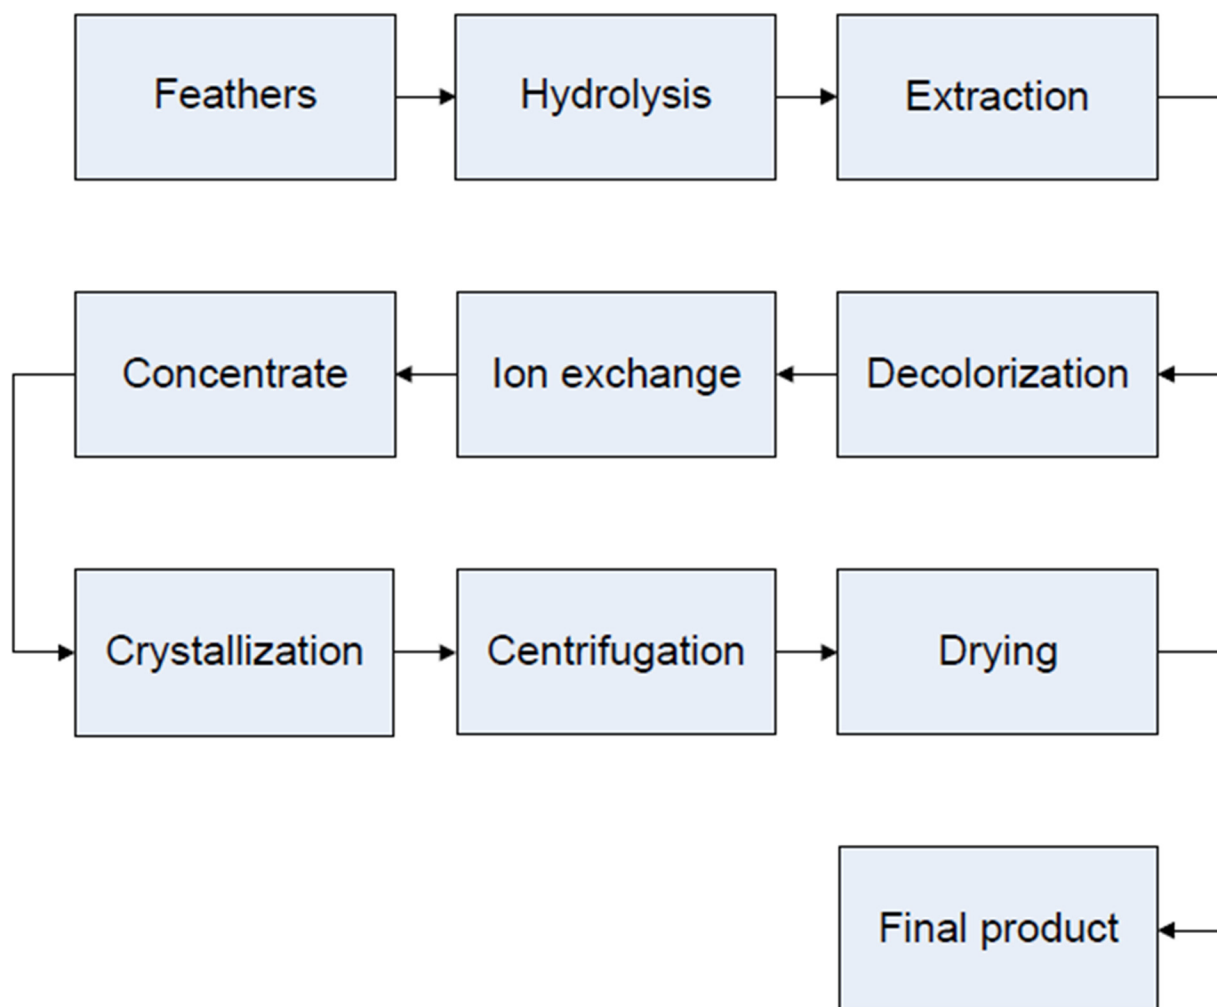 Feathers
Hydrolysis
Extraction
Decolorization
Ion exchange
Concentrate
Crystallization
Centrifugation
Drying
Final product